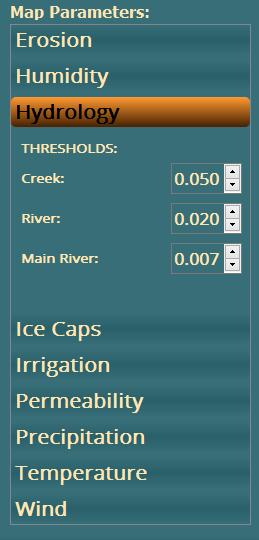 Map Parameters:
Erosion
Humidity
Hydrology
THRESHOLDS:
Creek: 0.050
River: 0.020
Main River: 0.007
Ice Caps
Irrigation
Permeability
Precipitation
Temperature
Wind